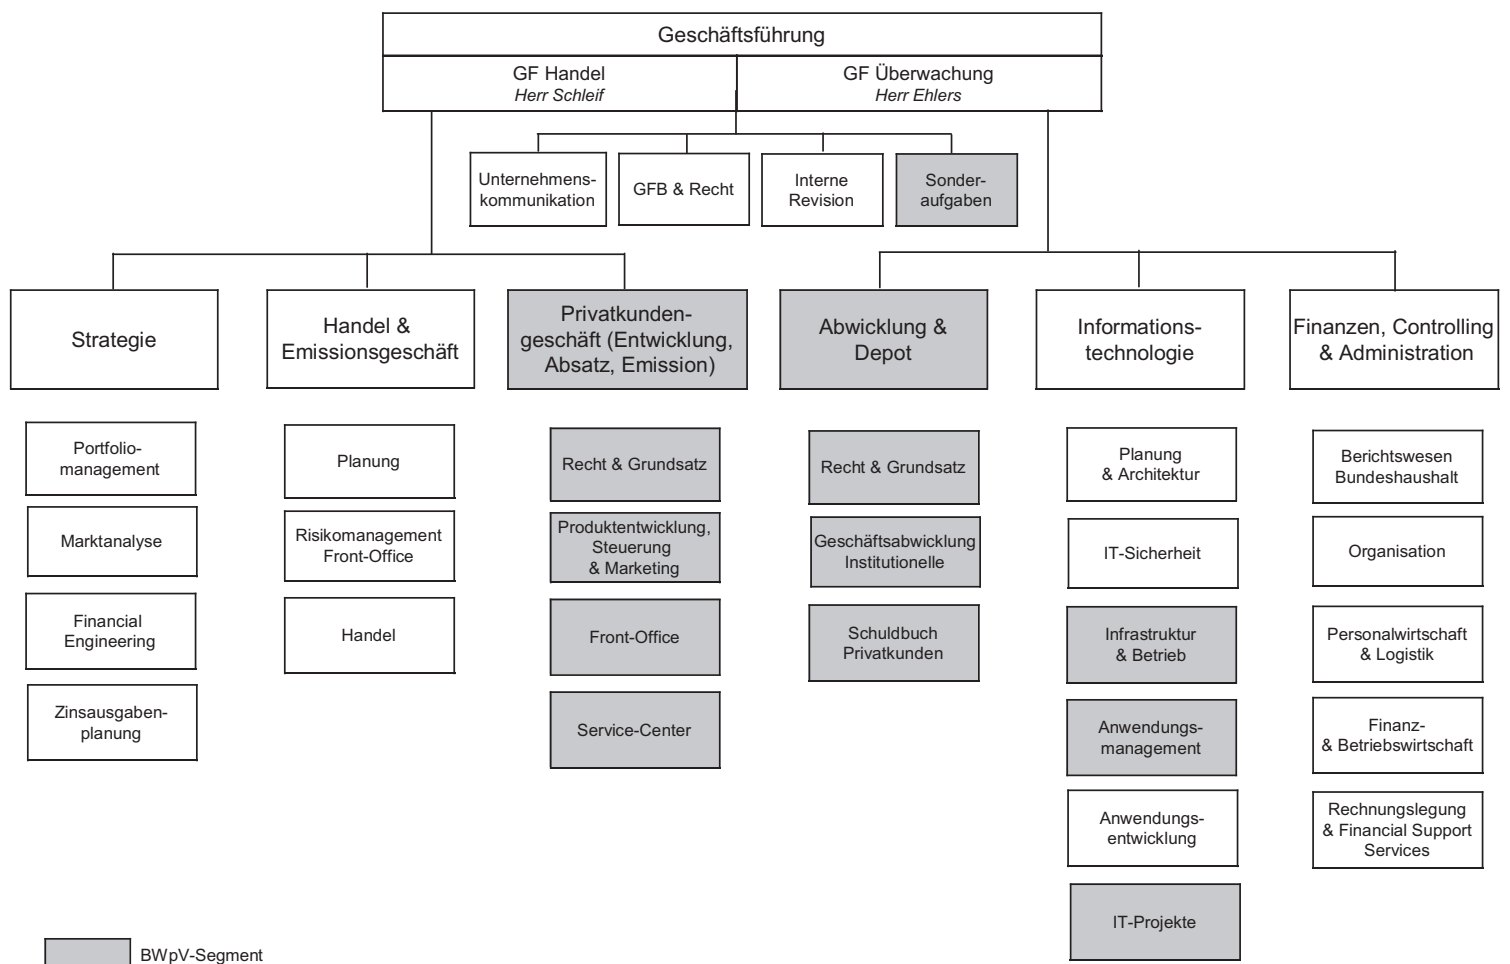 Geschäftsführung
GF Handel
Herr Schleif
GF Überwachung
Herr Ehlers
Unternehmens-
kommunikation
GFB & Recht
Interne
Revision
Sonder-
aufgaben
Strategie
Handel &
Emissionsgeschäft
Privatkunden-
geschäft (Entwicklung,
Absatz, Emission)
Abwicklung &
Depot
Informations-
technologie
Finanzen, Controlling
& Administration
Portfolio-
management
Marktanalyse
Financial
Engineering
Zinsausgaben-
planung
Planung
Risikomanagement
Front-Office
Handel
Recht & Grundsatz
Produktentwicklung,
Steuerung
& Marketing
Front-Office
Service-Center
Recht & Grundsatz
Geschäftsabwicklung
Institutionelle
Schuldbuch
Privatkunden
Planung
& Architektur
IT-Sicherheit
Infrastruktur
& Betrieb
Anwendungs-
management
Anwendungs-
entwicklung
IT-Projekte
Berichtswesen
Bundeshaushalt
Organisation
Personalwirtschaft
& Logistik
Finanz-
& Betriebswirtschaft
Rechnungslegung
& Financial Support
Services
BWpV-Segment